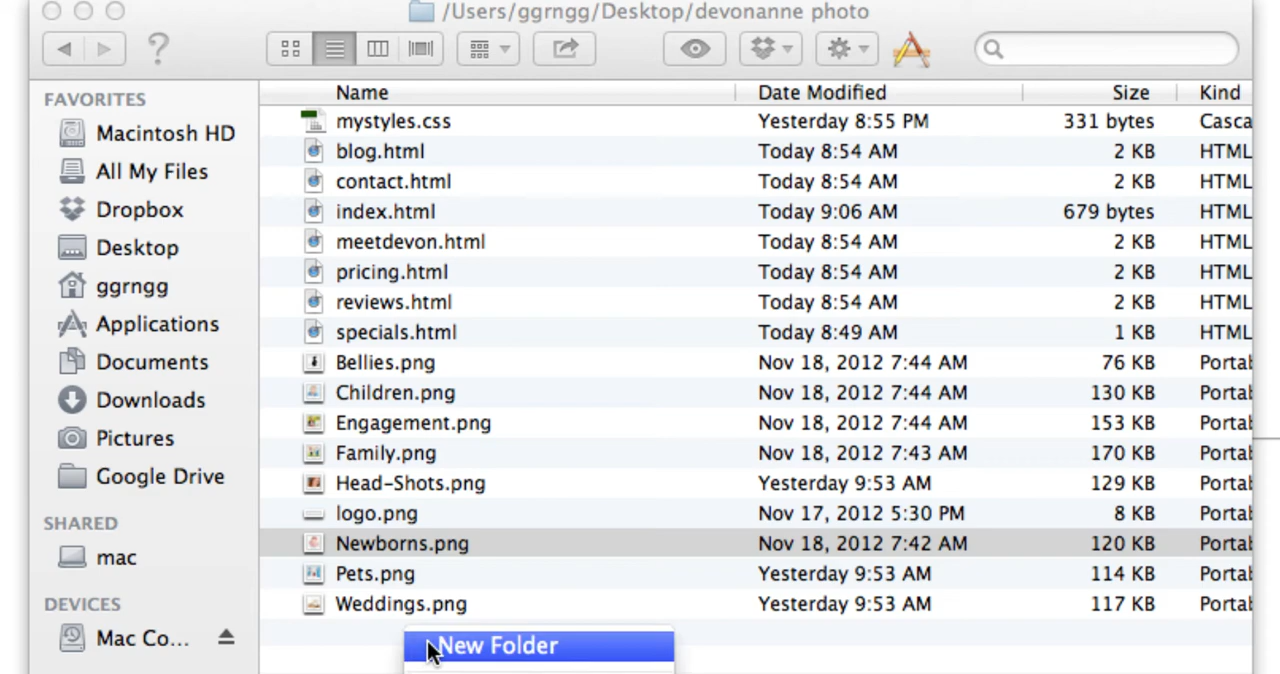 /Users/ggrngg/Desktop/devonanne photo
?
FAVORITES
Macintosh HD
All My Files
Dropbox
Desktop
ggrngg
Applications
Documents
Downloads
Pictures
Google Drive
SHARED
mac
DEVICES
Mac Co...
Name Date Modified Size Kind
mystyles.css Yesterday 8:55 PM 331 bytes Casca
blog.html Today 8:54 AM 2 KB HTML
contact.html Today 8:54 AM 2 KB HTML
index.html Today 9:06 AM 679 bytes HTML
meetdevon.html Today 8:54 AM 2 KB HTML
pricing.html Today 8:54 AM 2 KB HTML
reviews.html Today 8:54 AM 2 KB HTML
specials.html Today 8:49 AM 1 KB HTML
Bellies.png Nov 18, 2012 7:44 AM 76 KB Portab
Children.png Nov 18, 2012 7:44 AM 130 KB Portab
Engagement.png Nov 18, 2012 7:44 AM 153 KB Portab
Family.png Nov 18, 2012 7:43 AM 170 KB Portab
Head-Shots.png Yesterday 9:53 AM 129 KB Portab
logo.png Nov 17, 2012 5:30 PM 8 KB Portab
Newborns.png Nov 18, 2012 7:42 AM 120 KB Portab
Pets.png Yesterday 9:53 AM 114 KB Portab
Weddings.png Yesterday 9:53 AM 117 KB Portab
New Folder